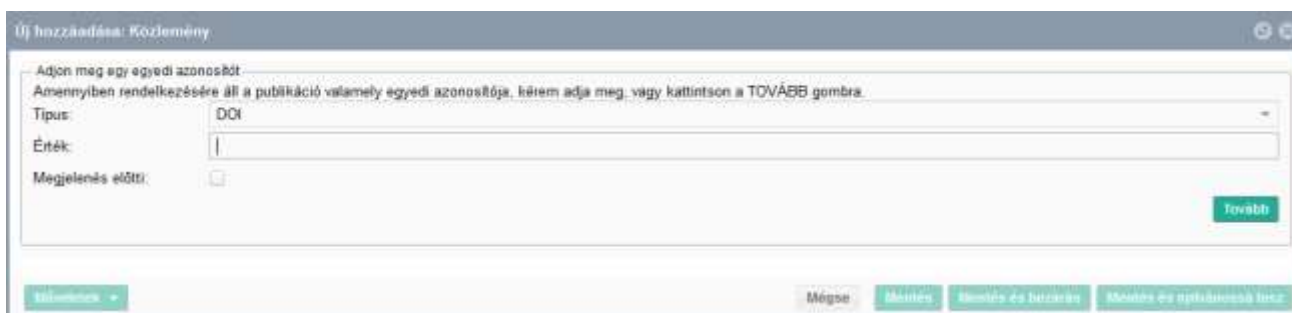 Új hozzáadása: Közlemény
Adjon meg egy egyedi azonosítót
Amennyiben rendelkezésére áll a publikáció valamely egyedi azonosítója, kérem adja meg, vagy kattintson a TOVÁBB gombra.
Típus: DOI
Érték:
Megjelenés előtti:
Tovább
Műveletek Mégse Mentés Mentés és bezárás Mentés és nyilvánossá tesz